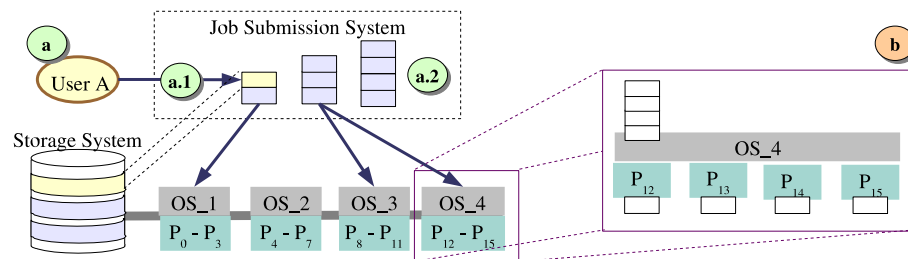 a
Job Submission System
b
User A
a.1
a.2
Storage System
OS_4
P12
P13
P14
P15
OS_1
OS_2
OS_3
OS_4
P0 - P3
P4 - P7
P8 - P11
P12 - P15